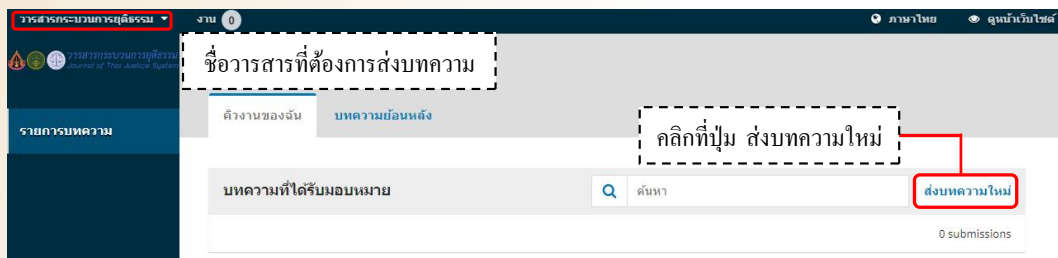 วารสารกระบวนการยุติธรรม งาน 0 ภาษาไทย ดูหน้าเว็บไซต์
วารสารกระบวนการยุติธรรม
Journal of Thai Justice System
ชื่อวารสารที่ต้องการส่งบทความ
คิวงานของฉัน บทความย้อนหลัง
รายการบทความ
คลิกที่ปุ่ม ส่งบทความใหม่
บทความที่ได้รับมอบหมาย ค้นหา ส่งบทความใหม่
0 submissions